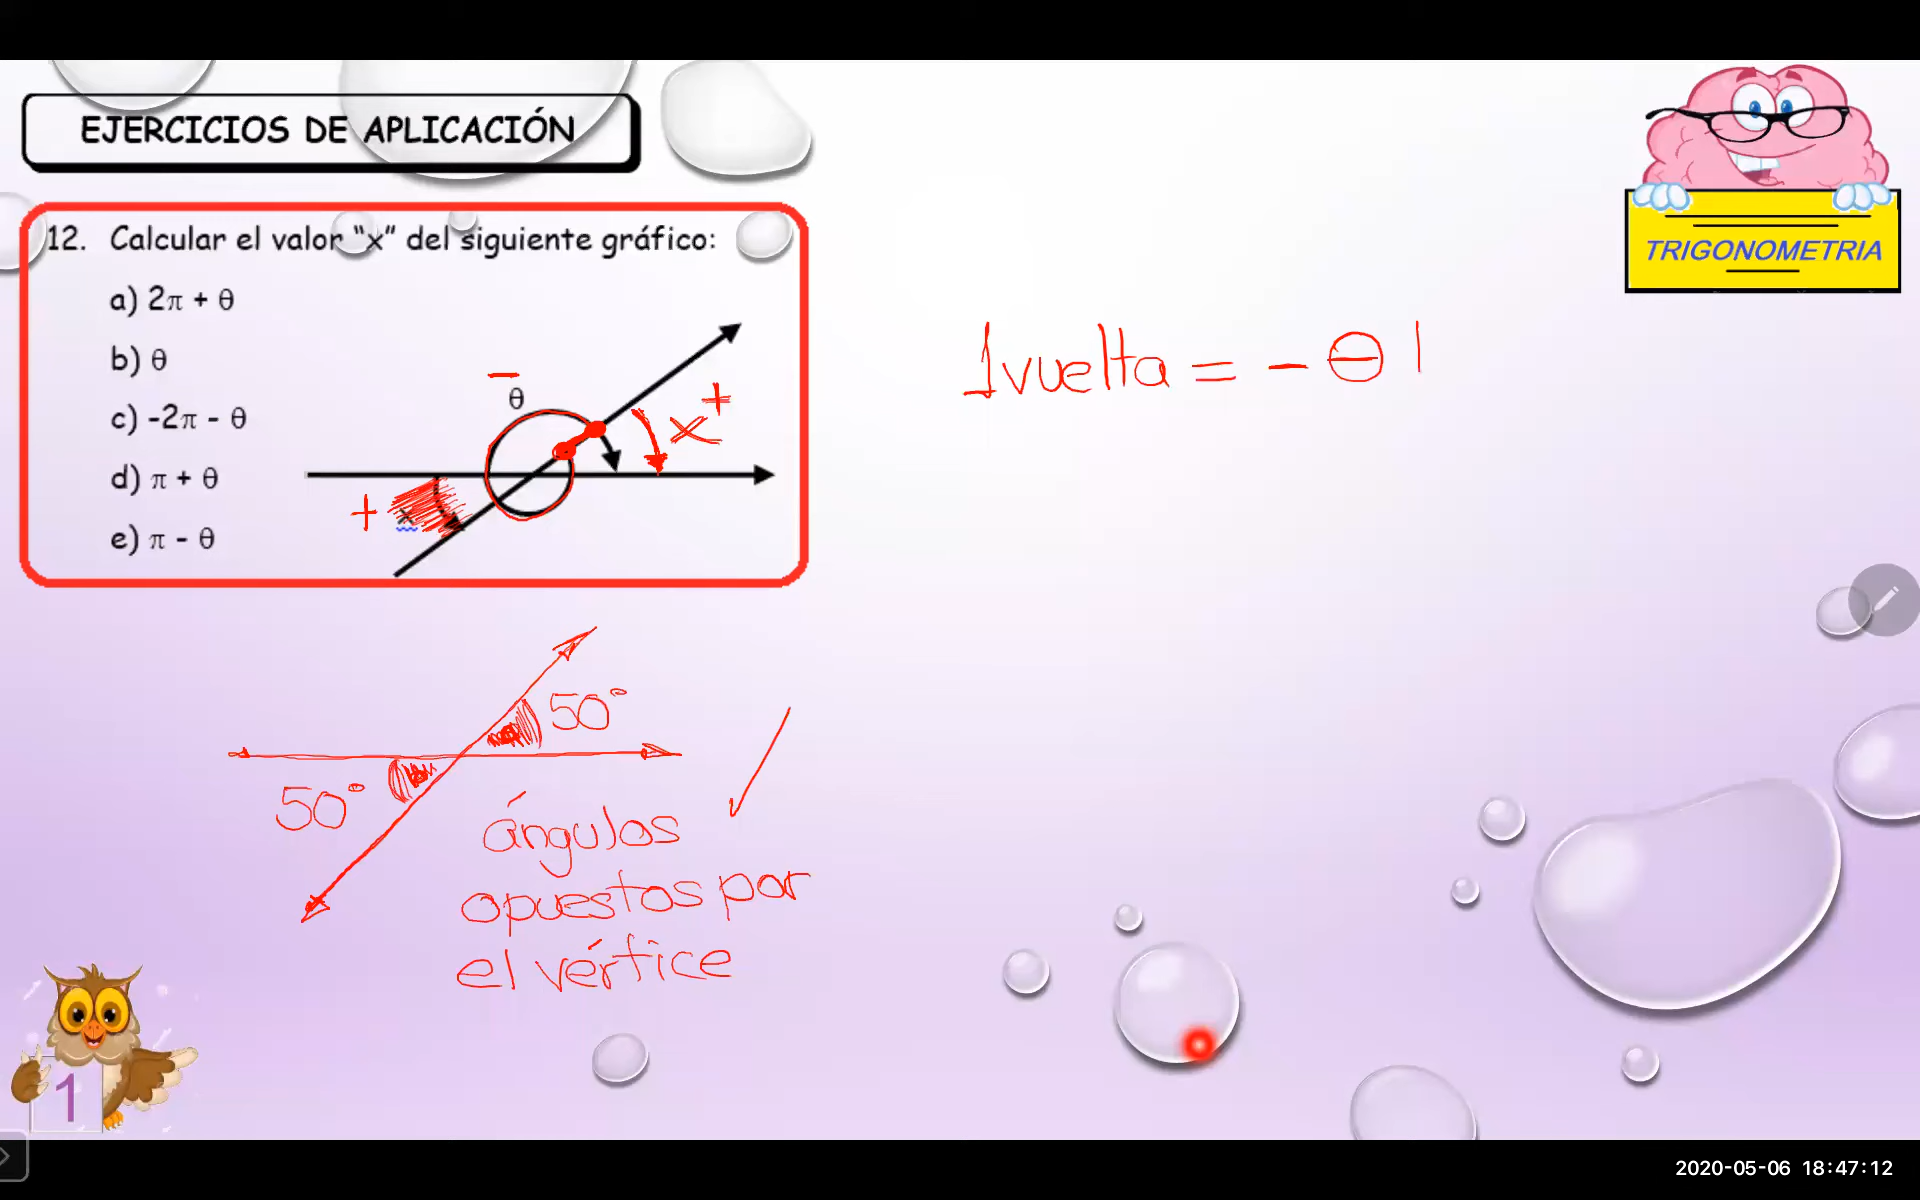 EJERCICIOS DE APLICACIÓN
TRIGONOMETRIA
12. Calcular el valor “x” del siguiente gráfico:
a) 2π + θ
b) θ
c) -2π - θ
d) π + θ
e) π - θ
−
θ
x +
+
x
1vuelta = - θ
50°
50°
ángulos
opuestos por
el vértice
1
2020-05-06 18:47:12